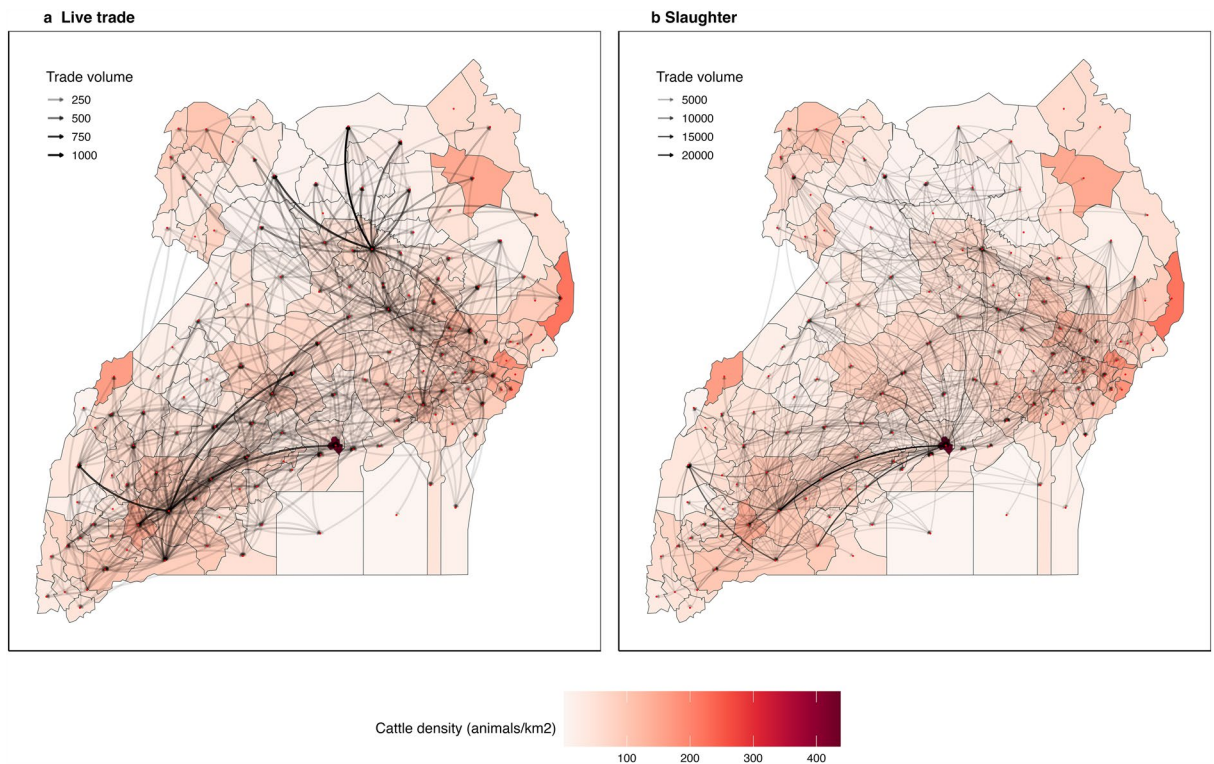 a Live trade
Trade volume
250
500
750
1000
b Slaughter
Trade volume
5000
10000
15000
20000
Cattle density (animals/km2)
100 200 300 400